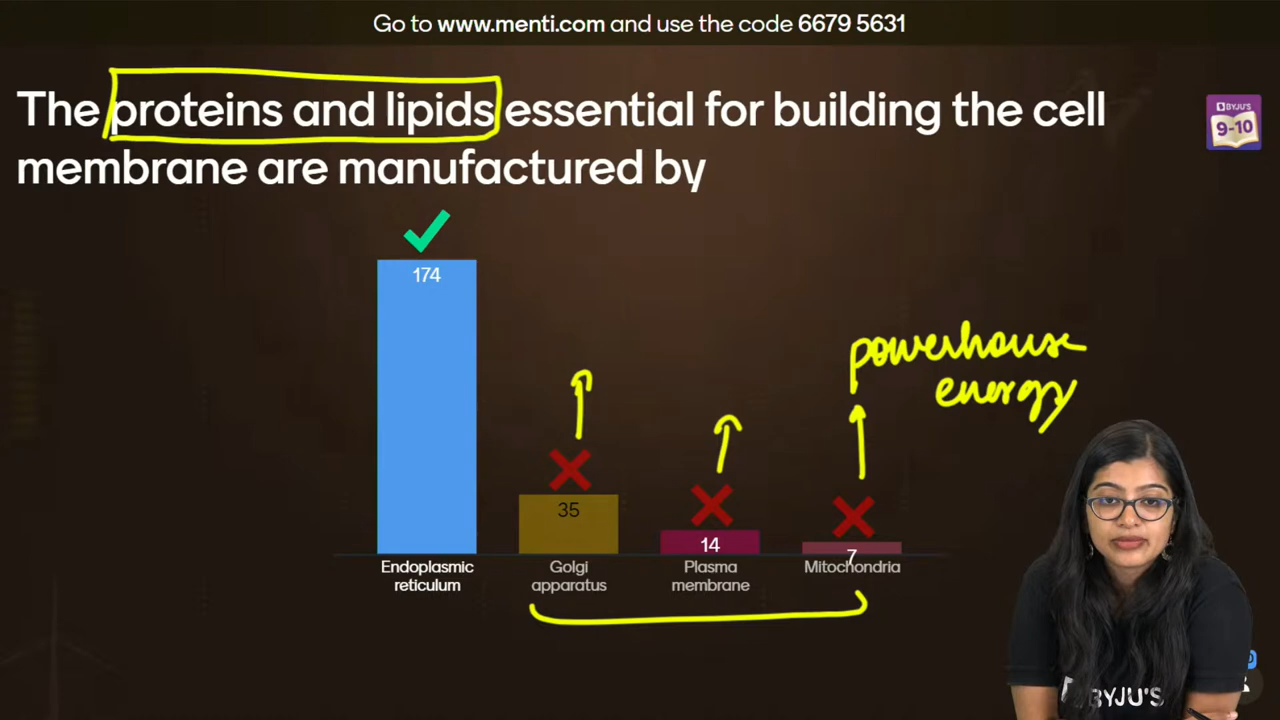 Go to www.menti.com and use the code 6679 5631
The proteins and lipids essential for building the cell
membrane are manufactured by
BYJU'S
9-10
174
powerhouse
energy
35
14
7
Endoplasmic
reticulum
Golgi
apparatus
Plasma
membrane
Mitochondria
BYJU'S